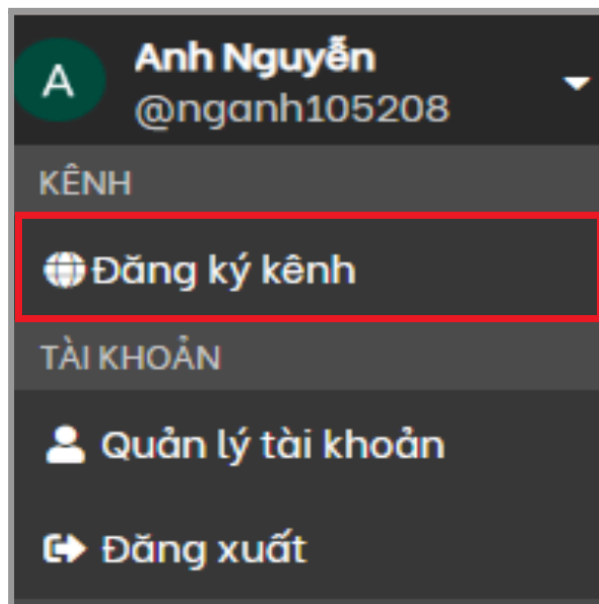 A
Anh Nguyễn
@nganh105208
KÊNH
Đăng ký kênh
TÀI KHOẢN
Quản lý tài khoản
Đăng xuất